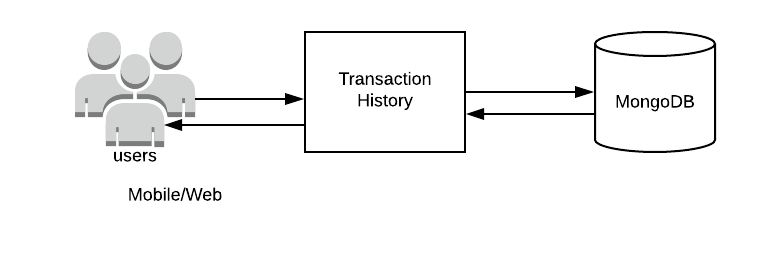 Transaction
History
MongoDB
users
Mobile/Web